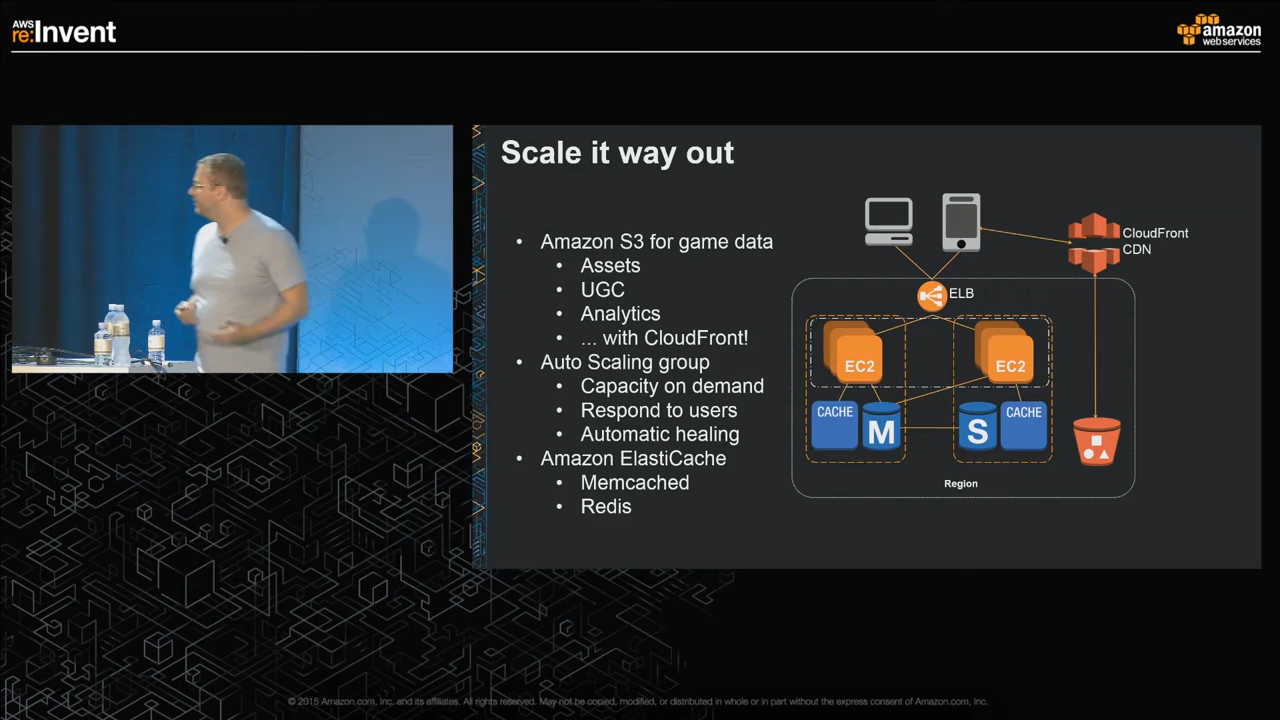 AWS
re:Invent
amazon
web services
Scale it way out
• Amazon S3 for game data
• Assets
• UGC
• Analytics
• ... with CloudFront!
• Auto Scaling group
• Capacity on demand
• Respond to users
• Automatic healing
• Amazon ElastiCache
• Memcached
• Redis
CloudFront
CDN
ELB
EC2
EC2
CACHE
M
S
CACHE
Region
© 2015 Amazon.com, Inc. and its affiliates. All rights reserved. May not be copied, modified, or distributed in whole or in part without the express consent of Amazon.com, Inc.